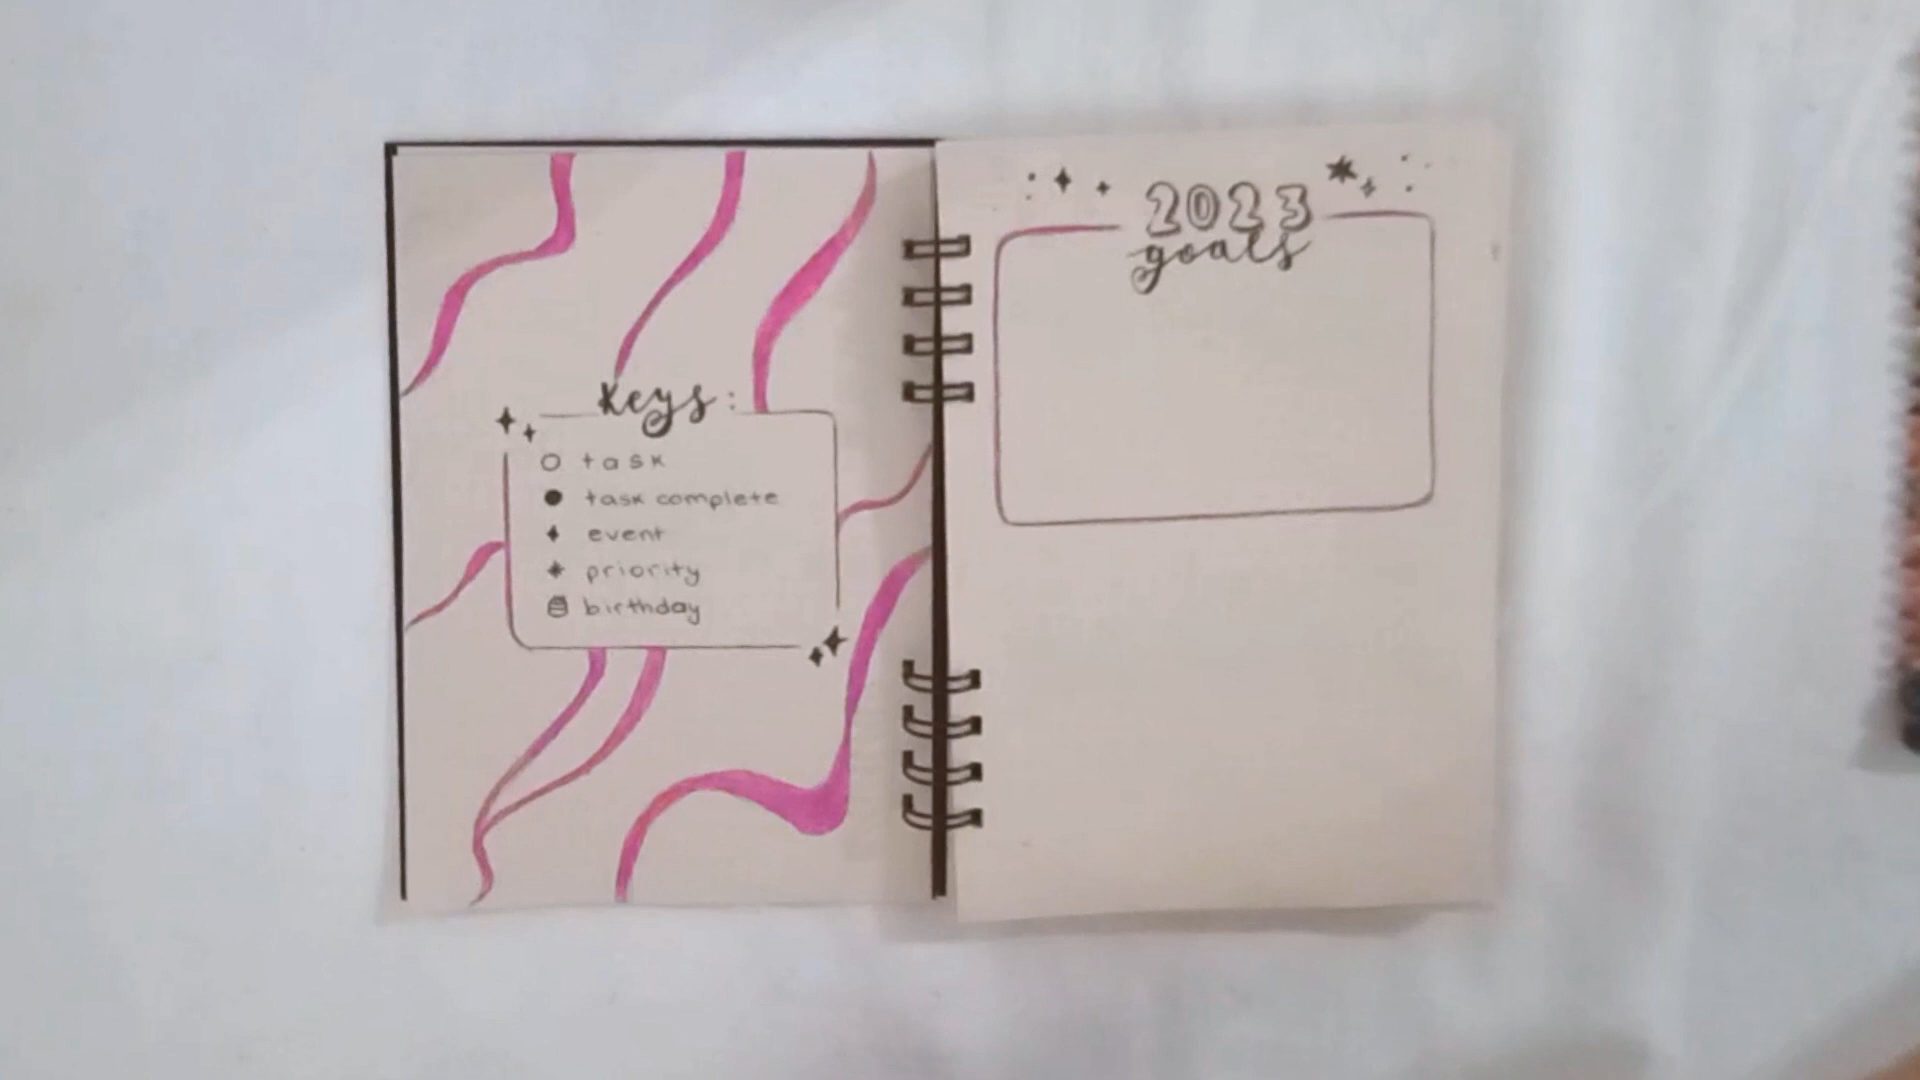 Keys:
task
task complete
event
priority
birthday
2023
goals